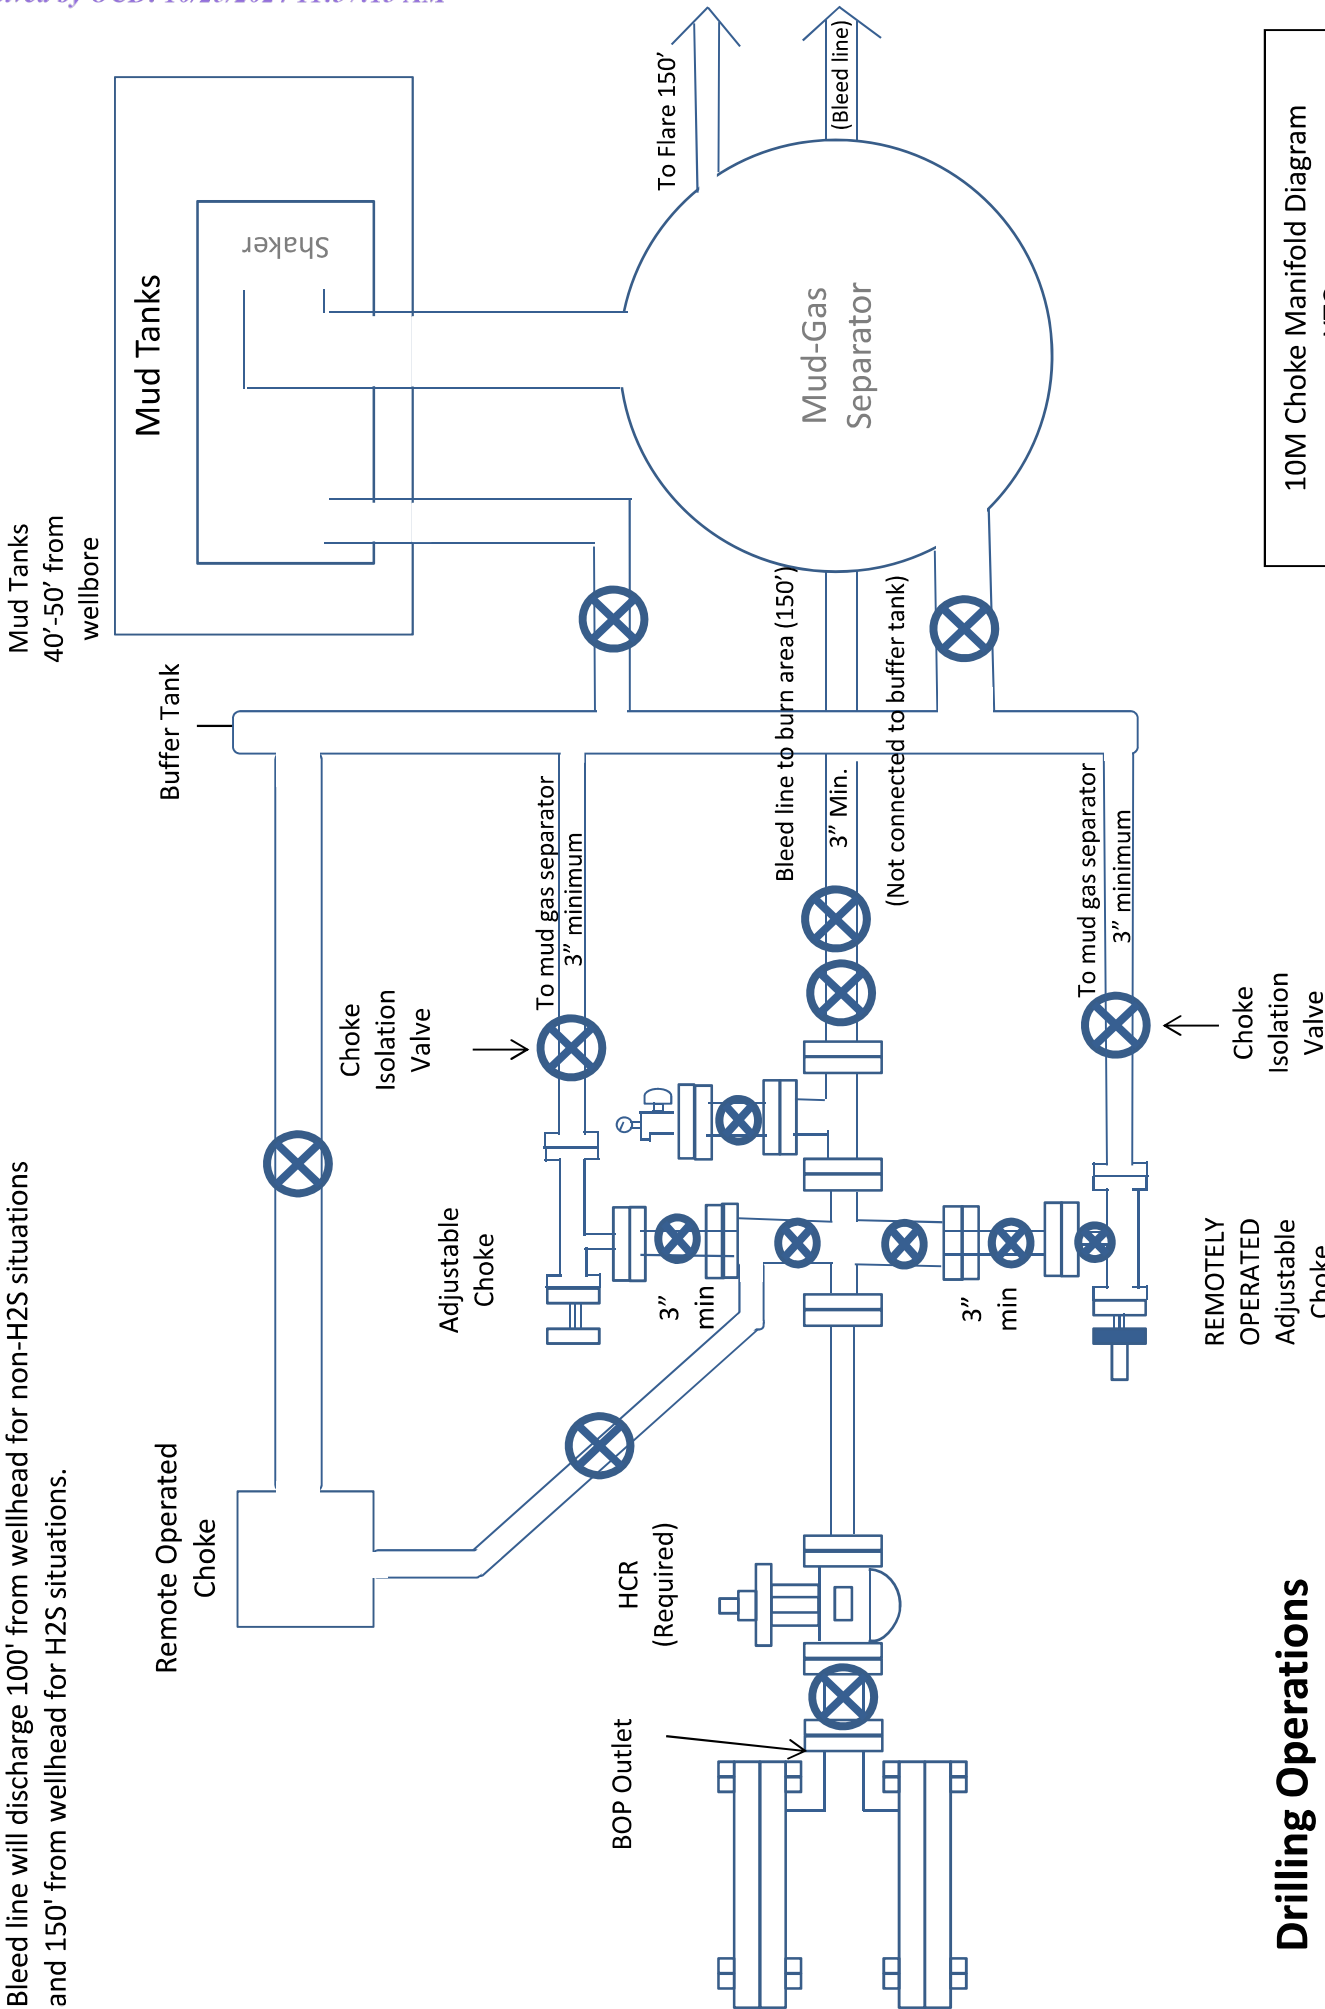 Bleed line will discharge 100' from wellhead for non-H2S situations
and 150' from wellhead for H2S situations.
Mud Tanks
40’-50’ from
wellbore
Mud Tanks
Shaker
Buffer Tank
Remote Operated
Choke
Choke
Isolation
Valve
Adjustable
Choke
To mud gas separator
3” minimum
To Flare 150’
(Bleed line)
Mud-Gas
Separator
HCR
(Required)
BOP Outlet
3”
min
Bleed line to burn area (150’)
3” Min.
(Not connected to buffer tank)
3”
min
To mud gas separator
3” minimum
Choke
Isolation
Valve
REMOTELY
OPERATED
Adjustable
Choke
Drilling Operations
10M Choke Manifold Diagram